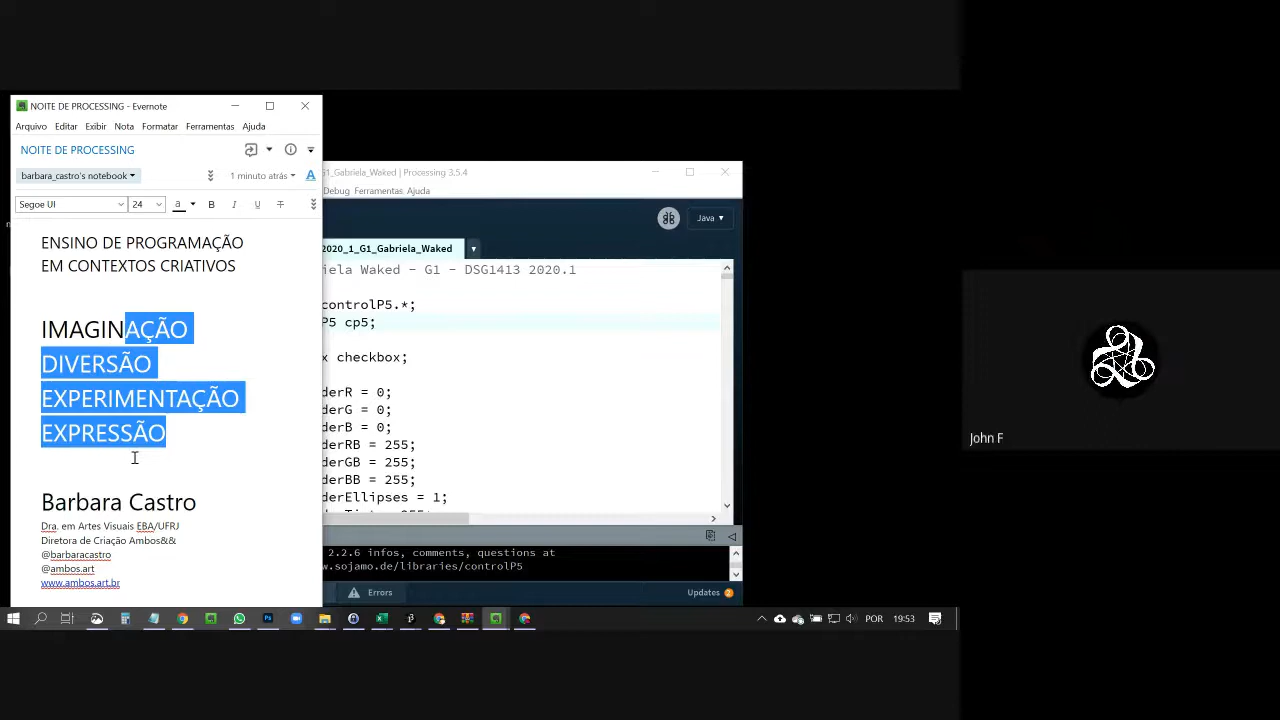 NOITE DE PROCESSING - Evernote
Arquivo Editar Exibir Nota Formatar Ferramentas Ajuda
NOITE DE PROCESSING
barbara_castro's notebook
1 minuto atrás
A
Segoe UI 24 a B I U T
ENSINO DE PROGRAMAÇÃO
EM CONTEXTOS CRIATIVOS
IMAGINAÇÃO
DIVERSÃO
EXPERIMENTAÇÃO
EXPRESSÃO
Barbara Castro
Dra. em Artes Visuais EBA/UFRJ
Diretora de Criação Ambos&&
@barbaracastro
@ambos.art
www.ambos.art.br
G1_Gabriela_Waked | Processing 3.5.4
Debug Ferramentas Ajuda
Java
2020_1_G1_Gabriela_Waked
iela Waked - G1 - DSG1413 2020.1
controlP5.*;
P5 cp5;
x checkbox;
derR = 0;
derG = 0;
derB = 0;
derRB = 255;
derGB = 255;
derBB = 255;
derEllipses = 1;
2.2.6 infos, comments, questions at
w.sojamo.de/libraries/controlP5
Errors
Updates 2
POR 19:53
John F